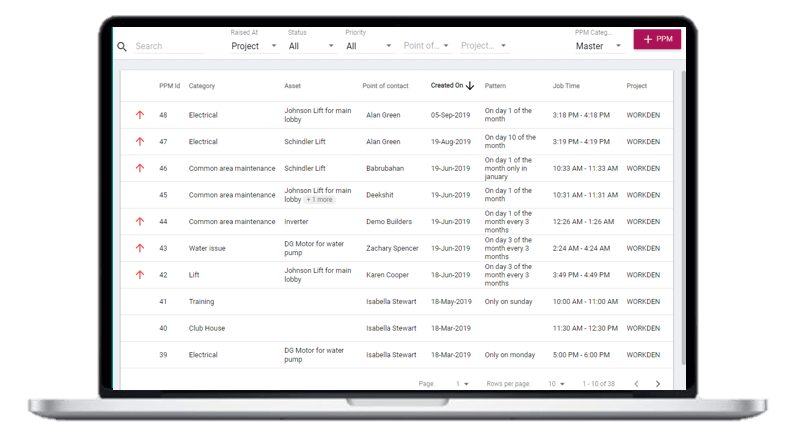 Raised At Status Priority PPM Categ...
Search Project All All Point of... Project... Master + PPM
PPM Id Category Asset Point of contact Created On Pattern Job Time Project
48 Electrical Johnson Lift for main lobby Alan Green 05-Sep-2019 On day 1 of the month 3:18 PM - 4:18 PM WORKDEN
47 Electrical Schindler Lift Alan Green 19-Aug-2019 On day 10 of the month 3:19 PM - 4:19 PM WORKDEN
46 Common area maintenance Schindler Lift Babrubahan 19-Jun-2019 On day 1 of the month only in january 10:33 AM - 11:33 AM WORKDEN
45 Common area maintenance Johnson Lift for main lobby + 1 more Deekshit 19-Jun-2019 On day 1 of the month 10:31 AM - 11:31 AM WORKDEN
44 Common area maintenance Inverter Demo Builders 19-Jun-2019 On day 1 of the month every 3 months 12:26 AM - 1:26 AM WORKDEN
43 Water issue DG Motor for water pump Zachary Spencer 19-Jun-2019 On day 3 of the month every 3 months 2:24 AM - 4:24 AM WORKDEN
42 Lift Johnson Lift for main lobby Karen Cooper 18-Jun-2019 On day 3 of the month every 3 months 3:49 PM - 4:49 PM WORKDEN
41 Training Isabella Stewart 18-May-2019 Only on sunday 10:00 AM - 11:00 AM WORKDEN
40 Club House Isabella Stewart 18-Mar-2019 11:30 AM - 12:30 PM WORKDEN
39 Electrical DG Motor for water pump Isabella Stewart 18-Mar-2019 Only on monday 5:00 PM - 6:00 PM WORKDEN
Page: 1 Rows per page: 10 1 - 10 of 38